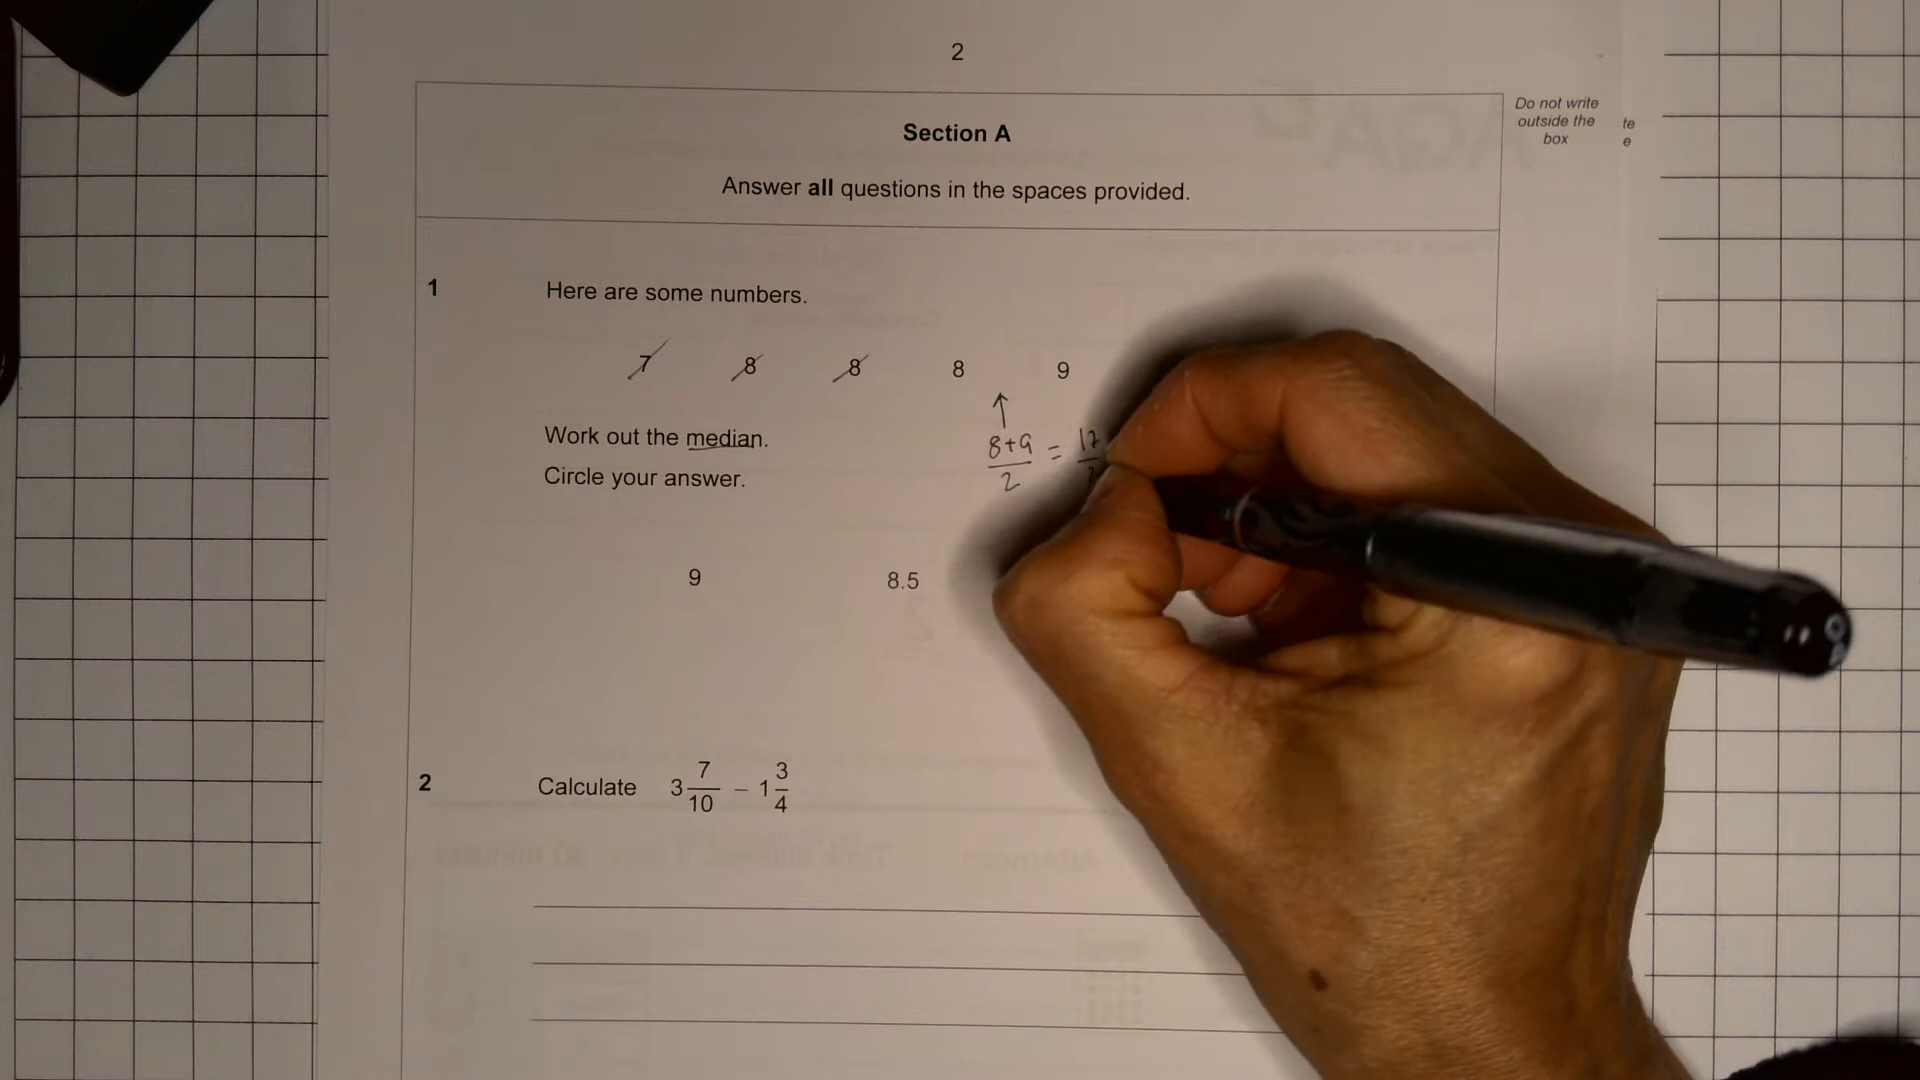 2
Do not write
outside the
box
te
e
Section A
Answer all questions in the spaces provided.
1 Here are some numbers.
7 8 8 8 9
Work out the median.
8+9 = 17
2
Circle your answer.
9 8.5
2 Calculate 3 7/10 − 1 3/4